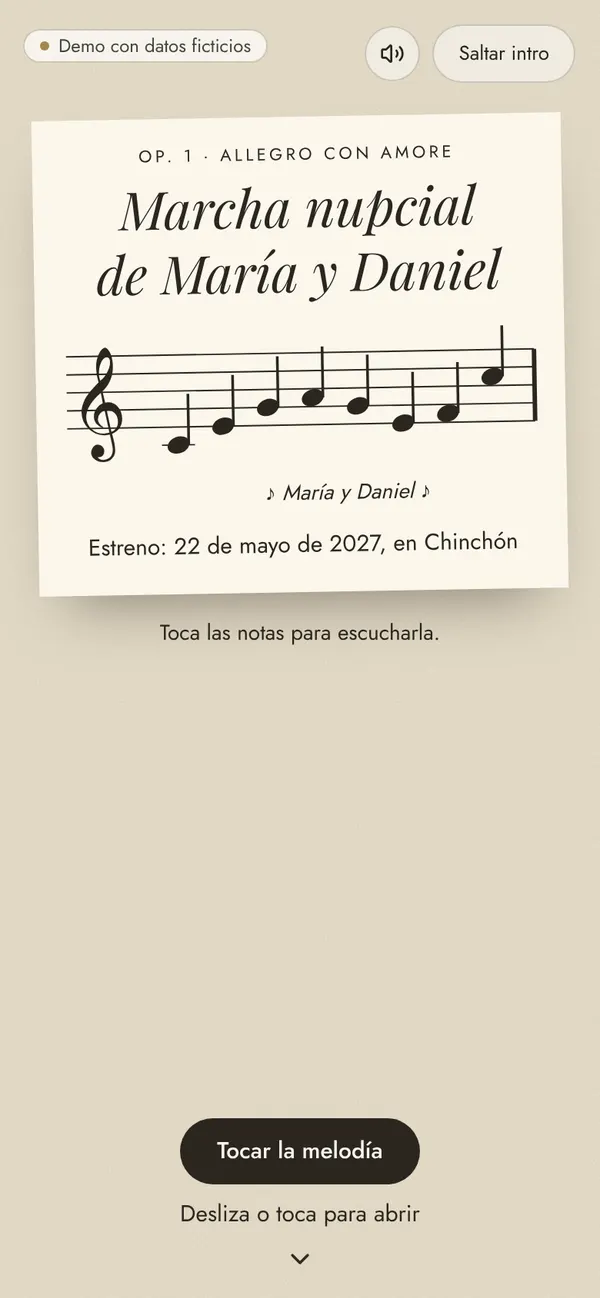 Demo con datos ficticios
Saltar intro
OP. 1 · ALLEGRO CON AMORE
Marcha nupcial
de María y Daniel
♪ María y Daniel ♪
Estreno: 22 de mayo de 2027, en Chinchón
Toca las notas para escucharla.
Tocar la melodía
Desliza o toca para abrir